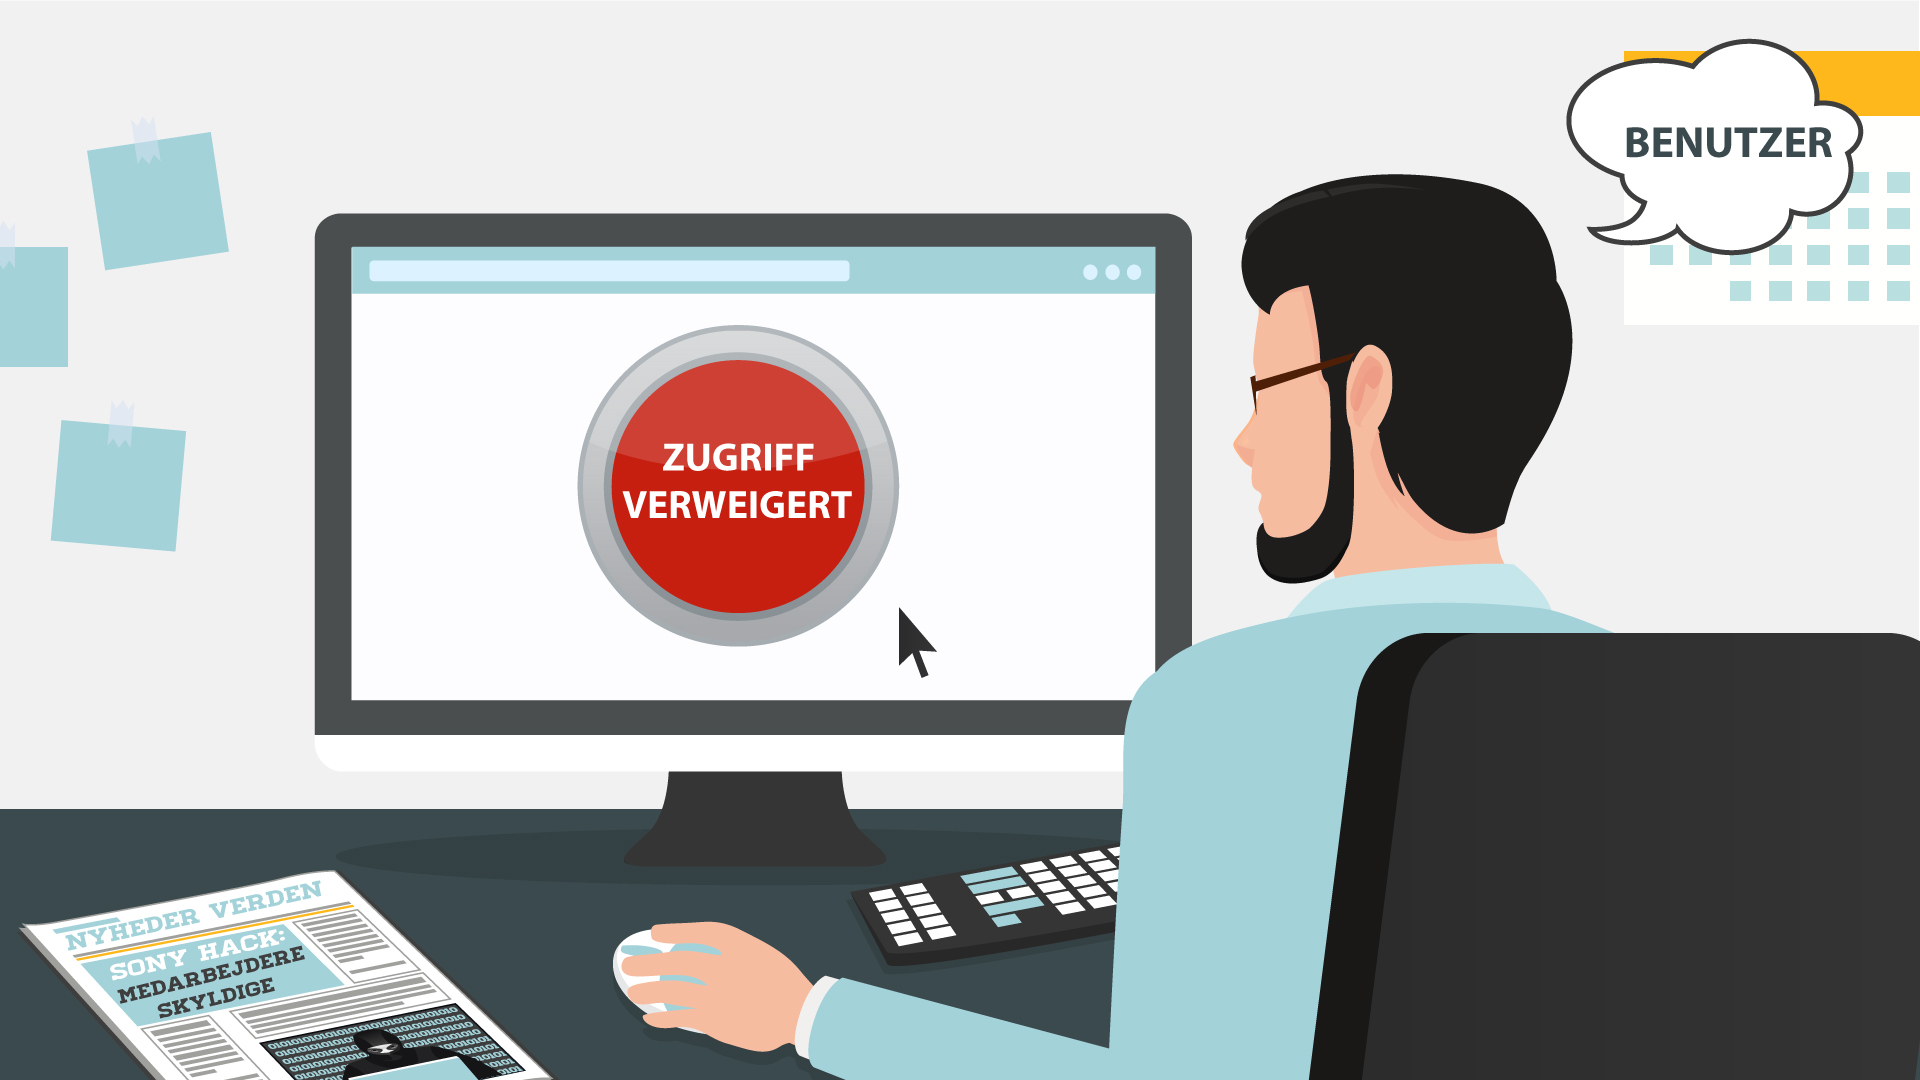 BENUTZER
ZUGRIFF
VERWEIGERT
NYHEDER VERDEN
SONY HACK:
MEDARBEJDERE
SKYLDIGE